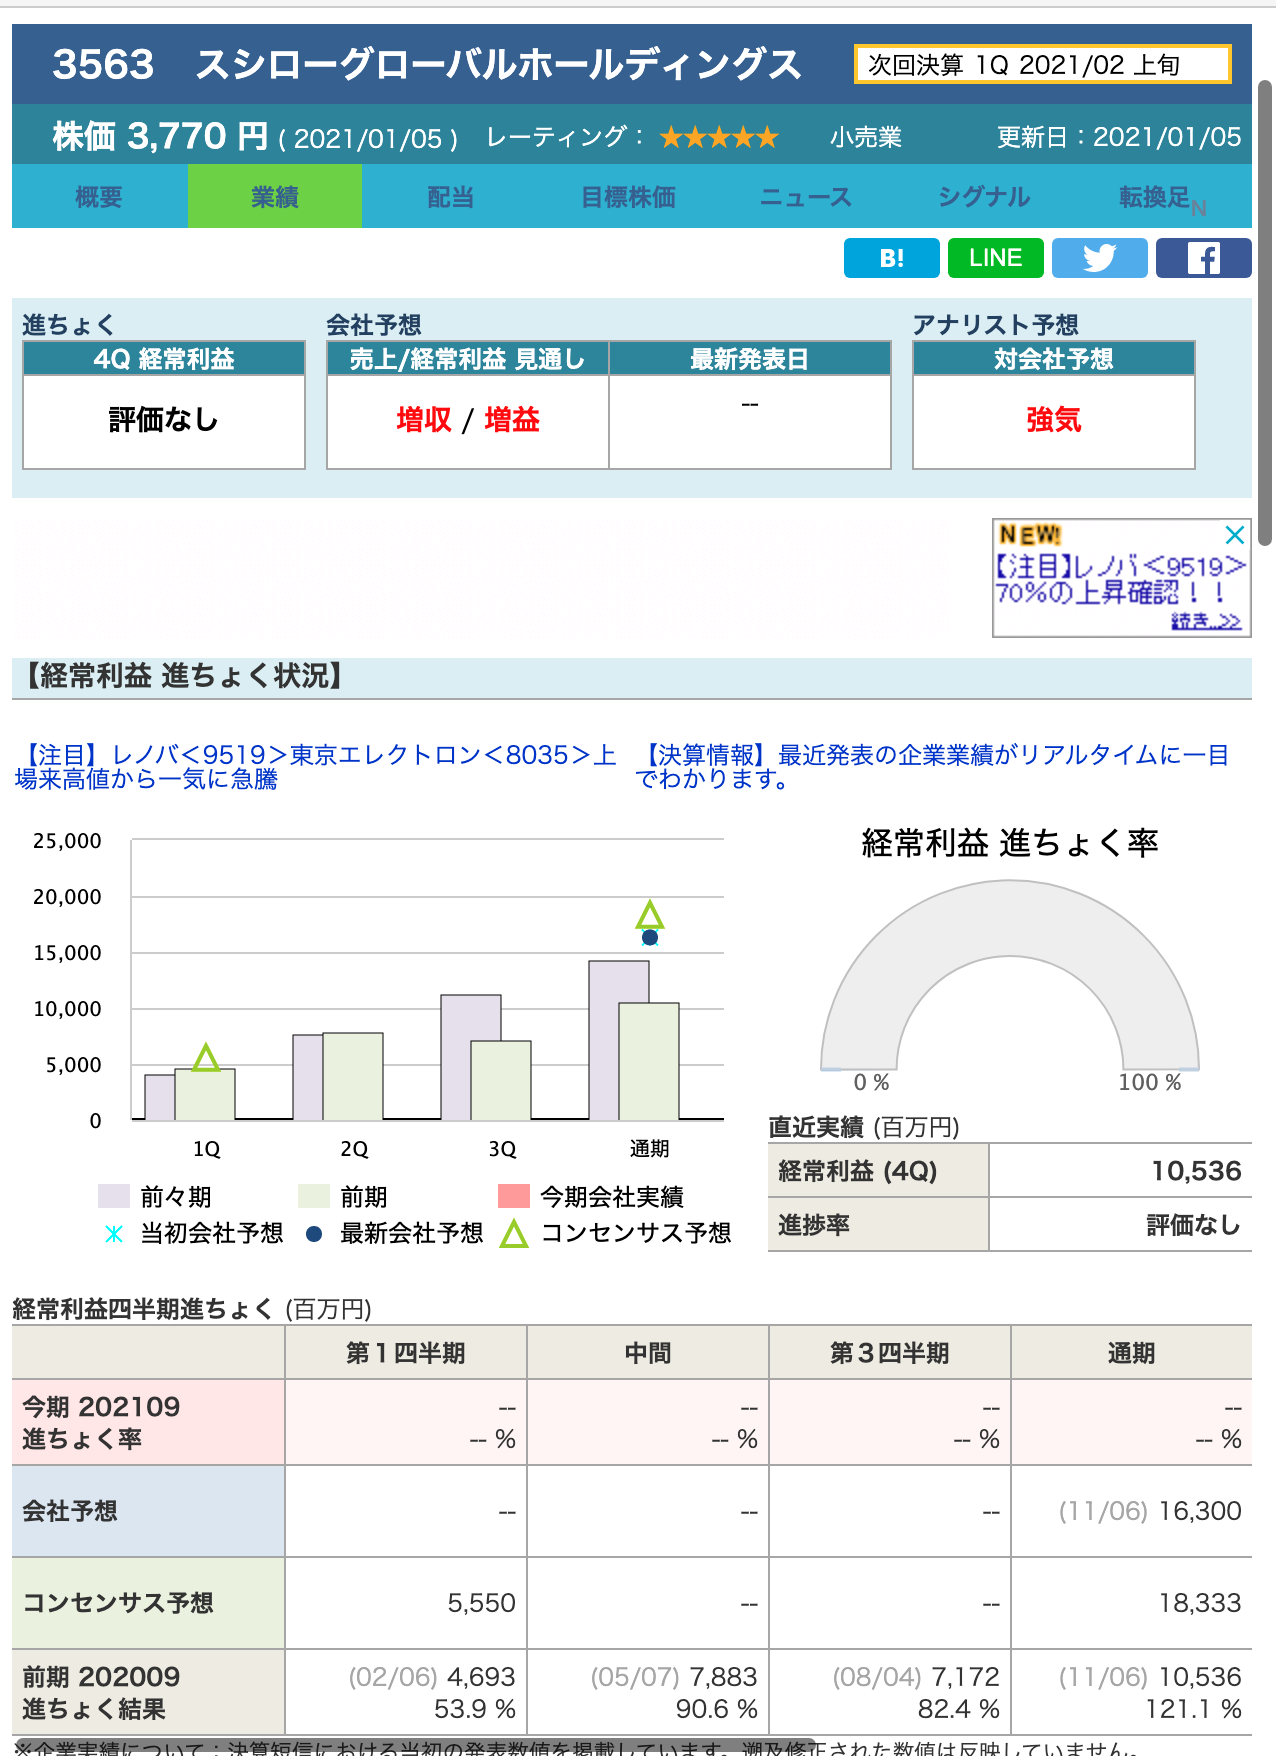 3563 スシローグローバルホールディングス 次回決算 1Q 2021/02 上旬
株価 3,770 円 ( 2021/01/05 ) レーティング： ★★★★★ 小売業 更新日：2021/01/05
概要 業績 配当 目標株価 ニュース シグナル 転換足N
B! LINE
進ちょく 会社予想 アナリスト予想
4Q 経常利益 売上/経常利益 見通し 最新発表日 対会社予想
評価なし 増収 / 増益 -- 強気
NEW!
【注目】レノバ<9519>
70%の上昇確認！！
続き..>>
【経常利益 進ちょく状況】
【注目】レノバ＜9519＞東京エレクトロン＜8035＞上
場来高値から一気に急騰
【決算情報】最近発表の企業業績がリアルタイムに一目
でわかります。
25,000
20,000
15,000
10,000
5,000
0
1Q 2Q 3Q 通期
前々期 前期 今期会社実績
当初会社予想 最新会社予想 コンセンサス予想
経常利益 進ちょく率
0 % 100 %
直近実績 (百万円)
経常利益 (4Q) 10,536
進捗率 評価なし
経常利益四半期進ちょく (百万円)
第１四半期 中間 第３四半期 通期
今期 202109 -- -- -- --
進ちょく率 -- % -- % -- % -- %
会社予想 -- -- -- (11/06) 16,300
コンセンサス予想 5,550 -- -- 18,333
前期 202009 (02/06) 4,693 (05/07) 7,883 (08/04) 7,172 (11/06) 10,536
進ちょく結果 53.9 % 90.6 % 82.4 % 121.1 %
※企業実績について：決算短信における当初の発表数値を掲載しています。遡及修正された数値は反映していません。